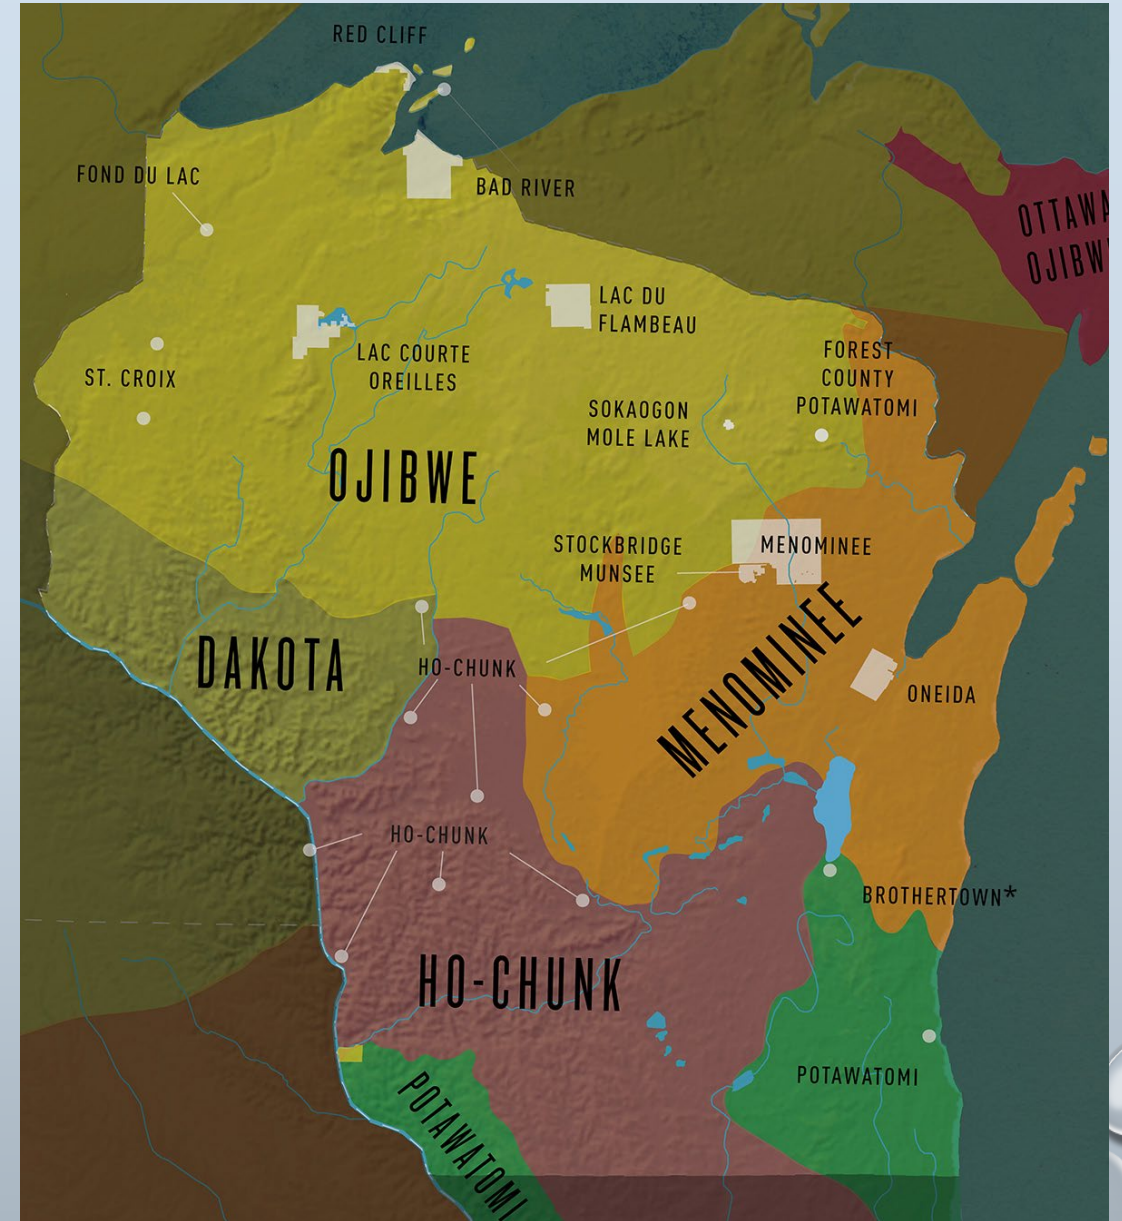 RED CLIFF
FOND DU LAC
BAD RIVER
OTTAWA
OJIBW
LAC DU
FLAMBEAU
LAC COURTE
OREILLES
FOREST
COUNTY
POTAWATOMI
ST. CROIX
SOKAOGON
MOLE LAKE
OJIBWE
STOCKBRIDGE
MUNSEE
MENOMINEE
DAKOTA
HO-CHUNK
MENOMINEE
ONEIDA
HO-CHUNK
BROTHERTOWN*
HO-CHUNK
POTAWATOMI
POTAWATOMI